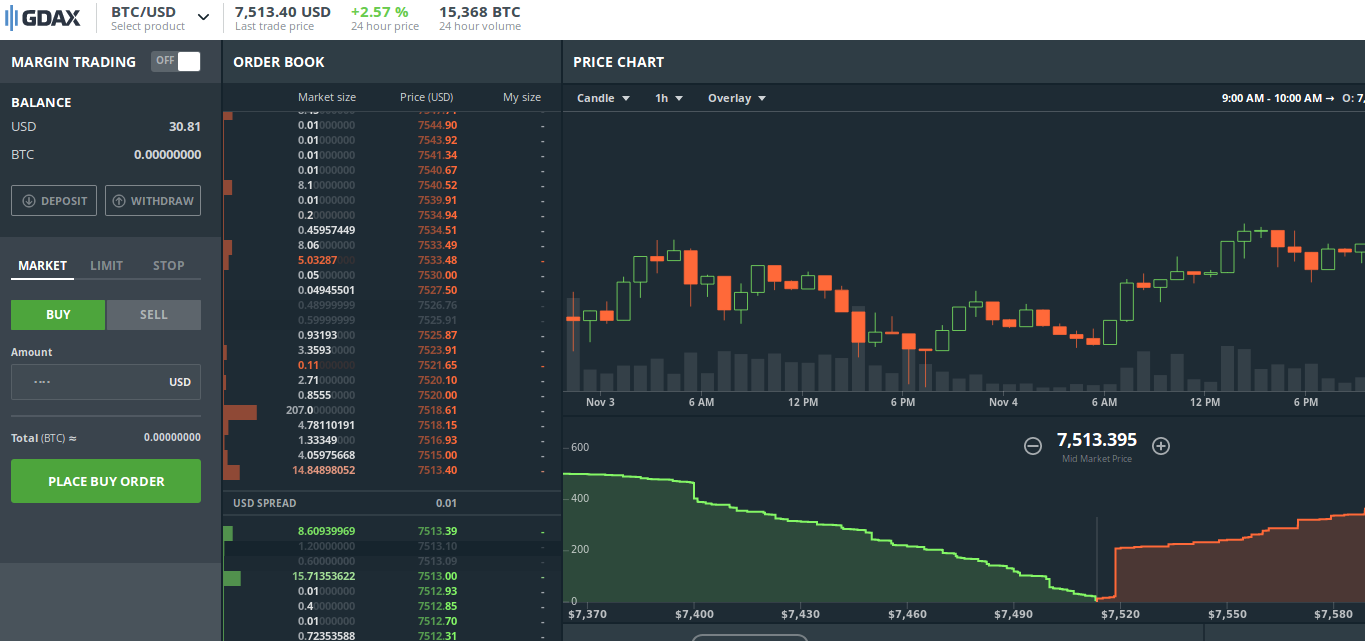 GDAX
BTC/USD
Select product
7,513.40 USD
Last trade price
+2.57 %
24 hour price
15,368 BTC
24 hour volume
MARGIN TRADING
OFF
BALANCE
USD 30.81
BTC 0.00000000
DEPOSIT WITHDRAW
MARKET LIMIT STOP
BUY SELL
Amount
---- USD
Total (BTC) ≈ 0.00000000
PLACE BUY ORDER
ORDER BOOK
Market size Price (USD) My size
0.01000000 7544.90 -
0.01000000 7543.92 -
0.01000000 7541.34 -
0.01000000 7540.67 -
8.10000000 7540.52 -
0.01000000 7539.91 -
0.20000000 7534.94 -
0.45957449 7534.51 -
8.06000000 7533.49 -
5.03287000 7533.48 -
0.05000000 7530.00 -
0.04945501 7527.50 -
0.48999999 7526.76 -
0.59999999 7525.91 -
0.93193000 7525.87 -
3.35930000 7523.91 -
0.11000000 7521.65 -
2.71000000 7520.10 -
0.85550000 7520.00 -
207.00000000 7518.61 -
4.78110191 7518.15 -
1.33349000 7516.93 -
4.05975668 7515.00 -
14.84898052 7513.40 -
USD SPREAD 0.01
8.60939969 7513.39 -
1.20000000 7513.10 -
0.60000000 7513.09 -
15.71353622 7513.00 -
0.01000000 7512.93 -
0.40000000 7512.85 -
0.01000000 7512.70 -
0.72353588 7512.31 -
PRICE CHART
Candle 1h Overlay
9:00 AM - 10:00 AM → O: 7,
Nov 3 6 AM 12 PM 6 PM Nov 4 6 AM 12 PM 6 PM
7,513.395
Mid Market Price
600
400
200
0
$7,370 $7,400 $7,430 $7,460 $7,490 $7,520 $7,550 $7,580